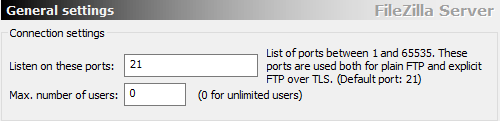 General settings
FileZilla Server
Connection settings
Listen on these ports:
21
List of ports between 1 and 65535. These
ports are used both for plain FTP and explicit
FTP over TLS. (Default port: 21)
Max. number of users:
0
(0 for unlimited users)